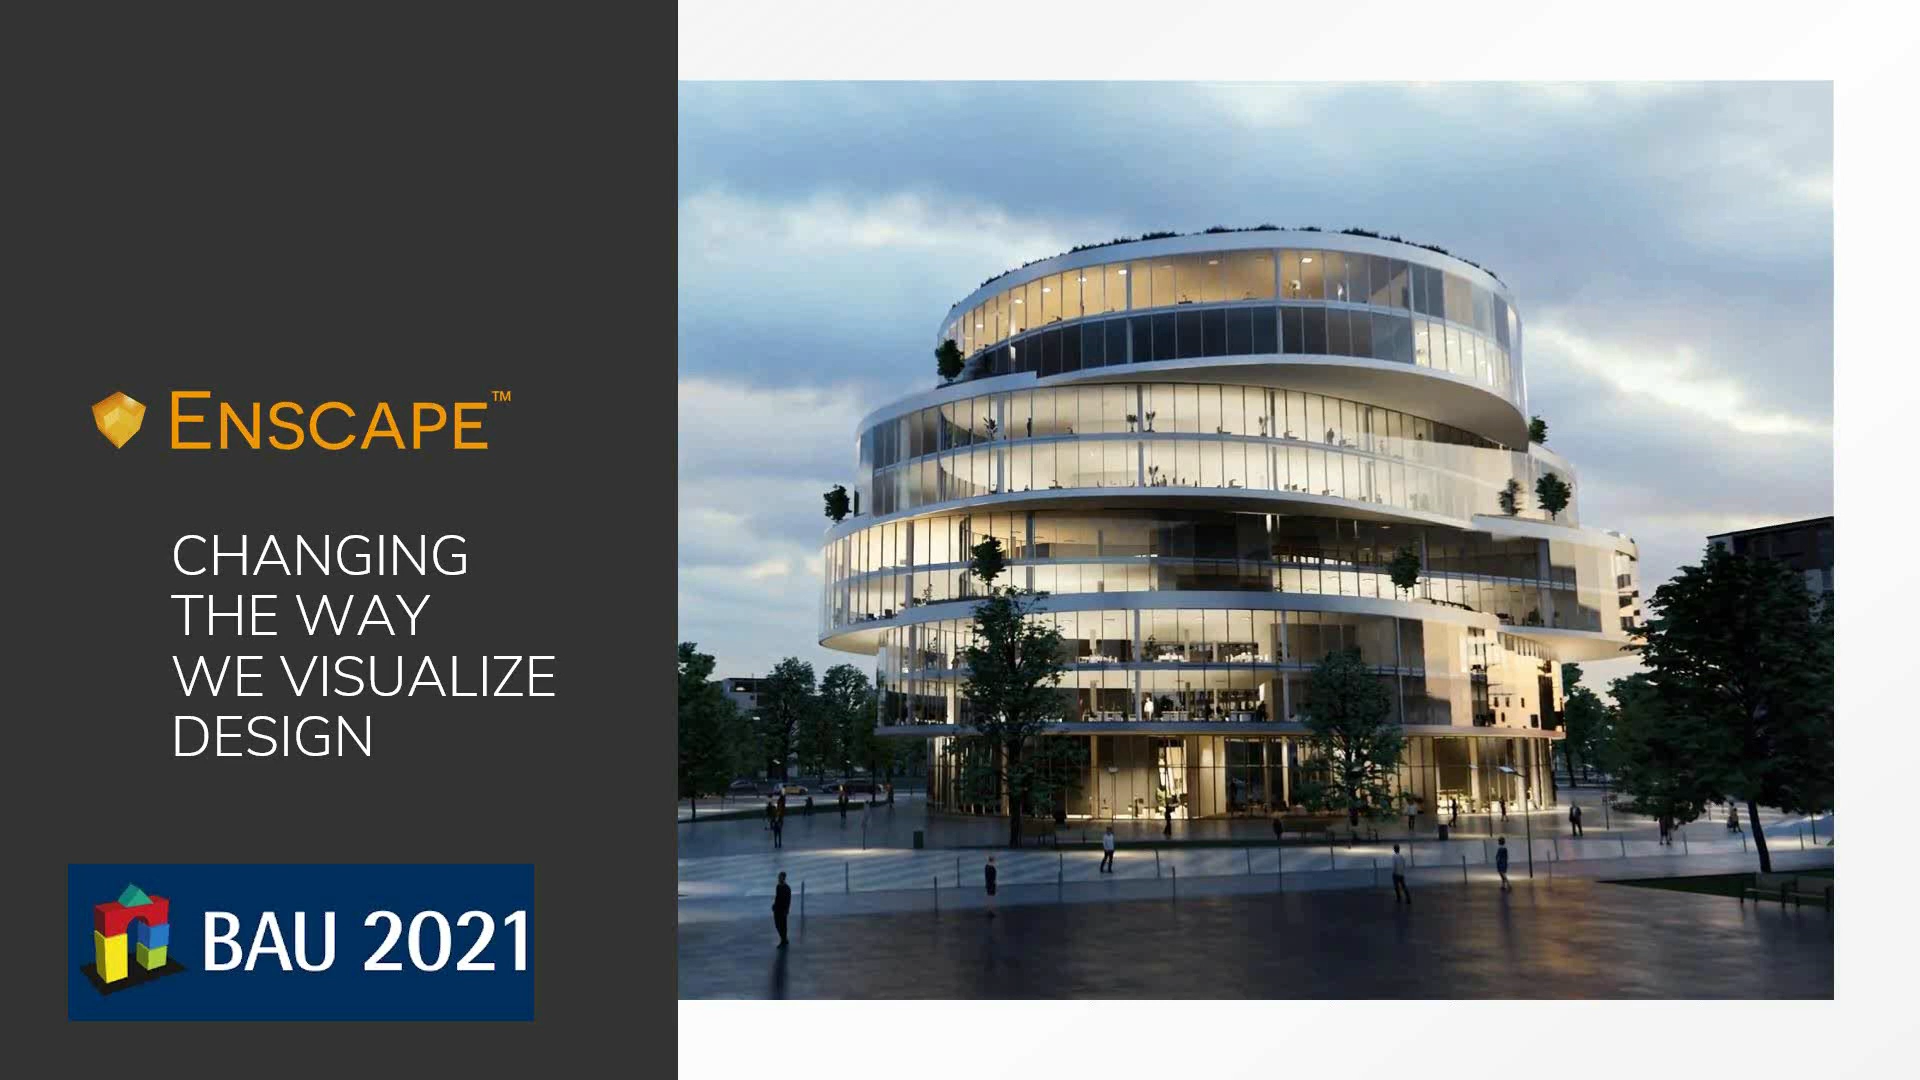 ENSCAPE™
CHANGING
THE WAY
WE VISUALIZE
DESIGN
BAU 2021